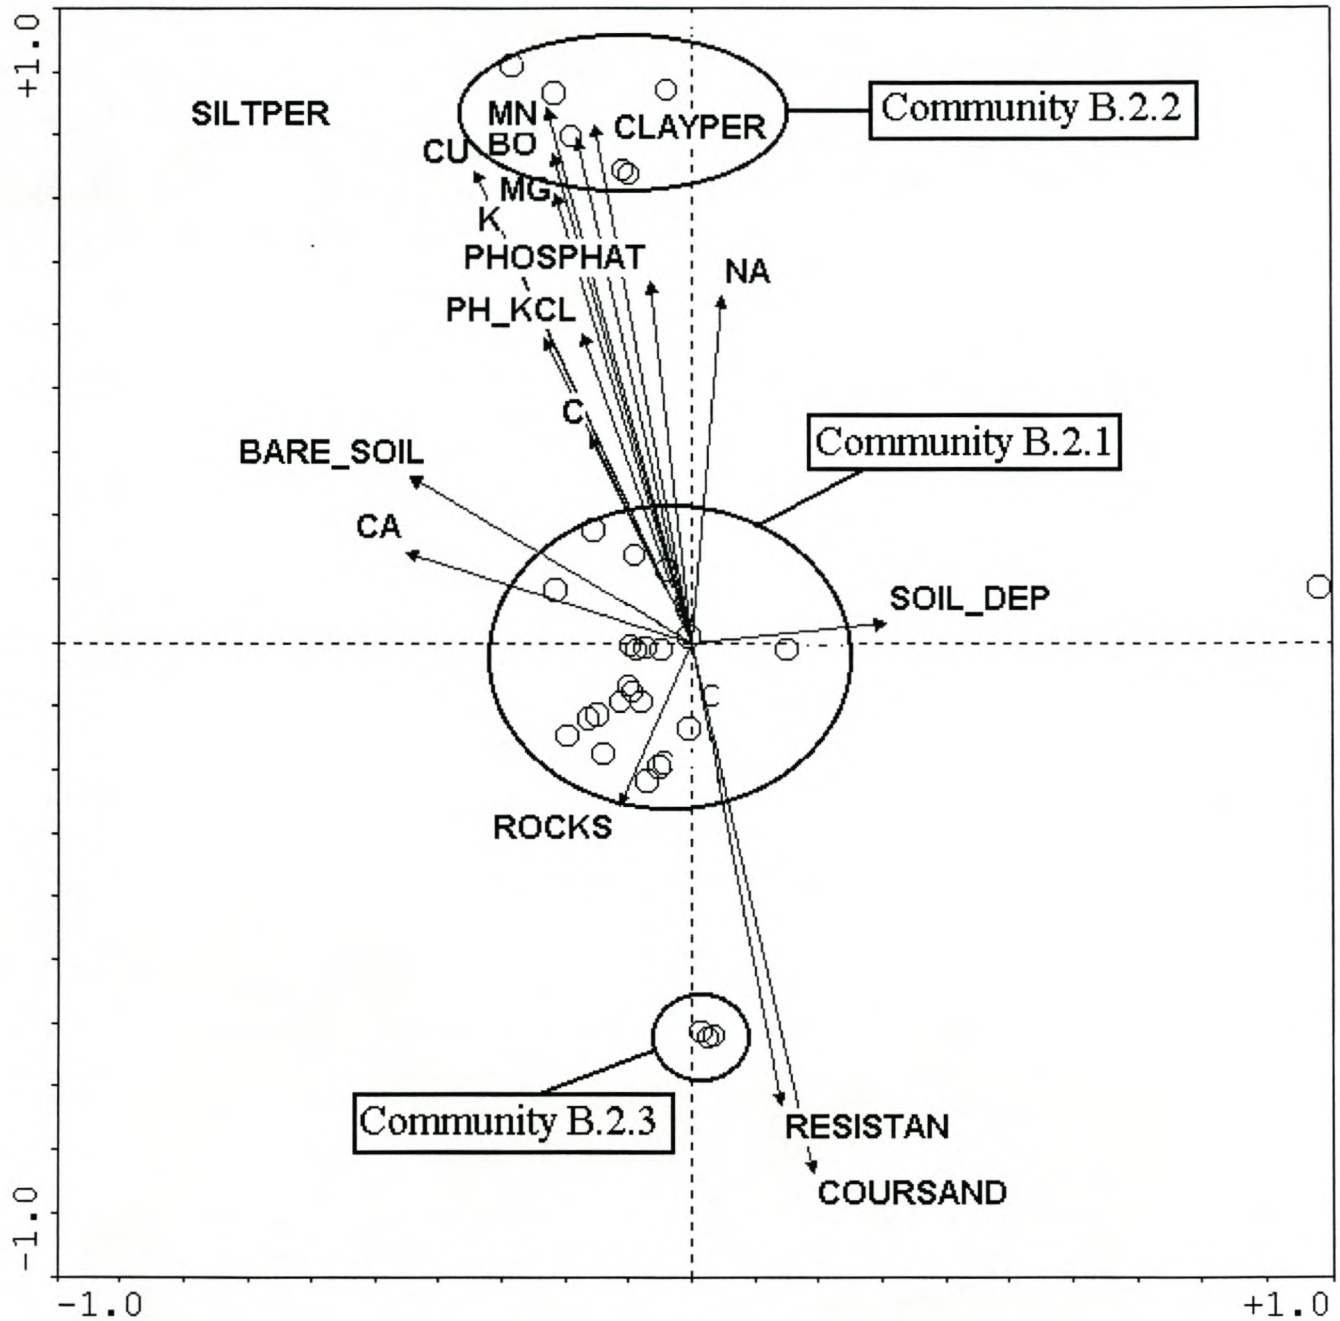 +1.0
SILTPER
MN
CLAYPER
Community B.2.2
BO
CU
MG
K
PHOSPHAT
NA
PH_KCL
C
Community B.2.1
BARE_SOIL
CA
SOIL_DEP
ROCKS
Community B.2.3
RESISTAN
COURSAND
-1.0
-1.0
+1.0